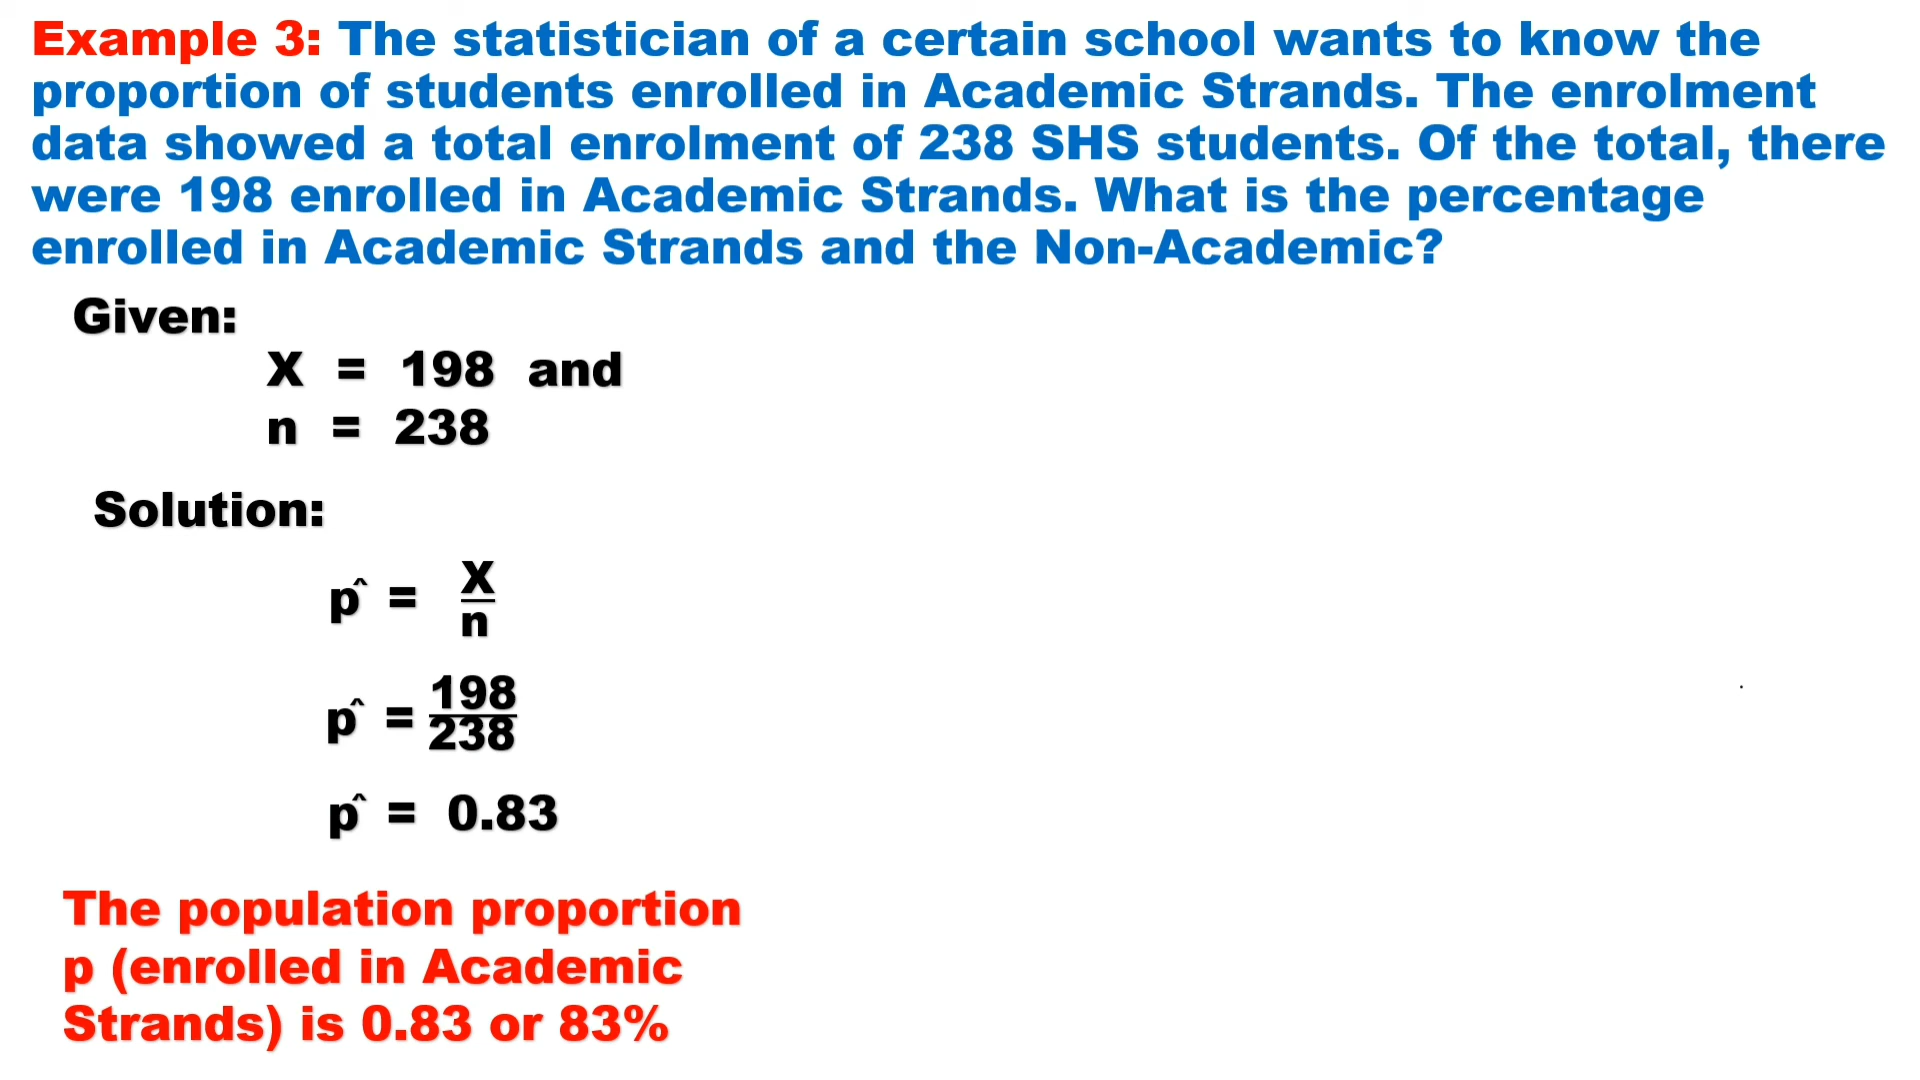 Example 3: The statistician of a certain school wants to know the
proportion of students enrolled in Academic Strands. The enrolment
data showed a total enrolment of 238 SHS students. Of the total, there
were 198 enrolled in Academic Strands. What is the percentage
enrolled in Academic Strands and the Non-Academic?
Given:
X = 198 and
n = 238
Solution:
p̂ = X/n
p̂ = 198/238
p̂ = 0.83
The population proportion
p (enrolled in Academic
Strands) is 0.83 or 83%